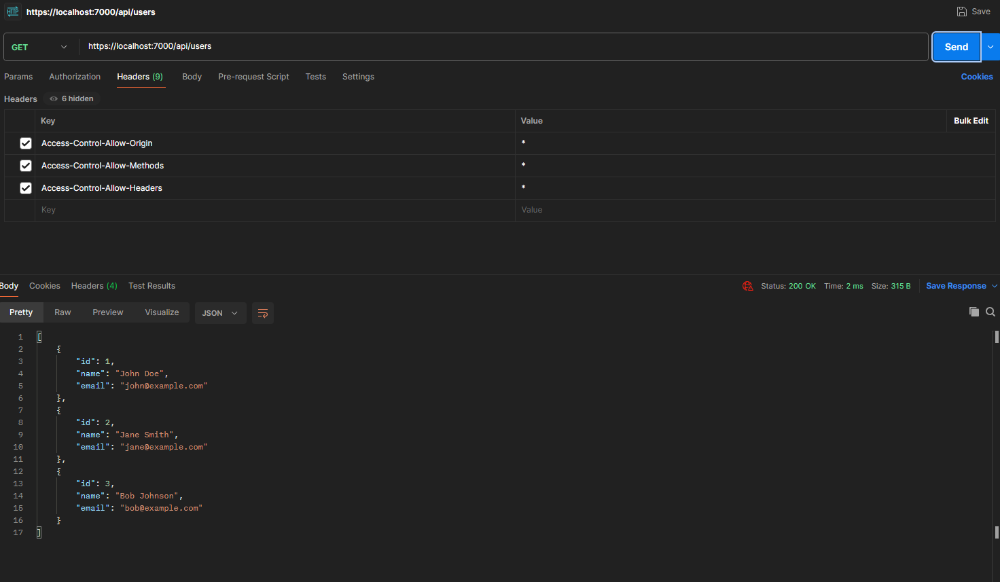 HTTP https://localhost:7000/api/users Save
GET https://localhost:7000/api/users Send
Params Authorization Headers (9) Body Pre-request Script Tests Settings Cookies
Headers 6 hidden
Key Value Bulk Edit
Access-Control-Allow-Origin *
Access-Control-Allow-Methods *
Access-Control-Allow-Headers *
Key Value
Body Cookies Headers (4) Test Results Status: 200 OK Time: 2 ms Size: 315 B Save Response
Pretty Raw Preview Visualize JSON
1 [
2 {
3 "id": 1,
4 "name": "John Doe",
5 "email": "john@example.com"
6 },
7 {
8 "id": 2,
9 "name": "Jane Smith",
10 "email": "jane@example.com"
11 },
12 {
13 "id": 3,
14 "name": "Bob Johnson",
15 "email": "bob@example.com"
16 }
17 ]